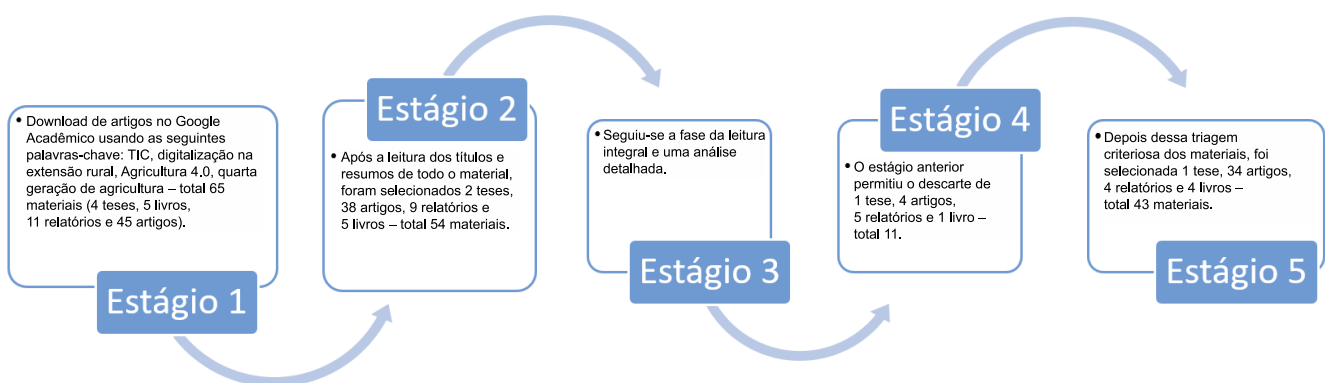 • Download de artigos no Google
Acadêmico usando as seguintes
palavras-chave: TIC, digitalização na
extensão rural, Agricultura 4.0, quarta
geração de agricultura – total 65
materiais (4 teses, 5 livros,
11 relatórios e 45 artigos).
Estágio 1
Estágio 2
• Após a leitura dos títulos e
resumos de todo o material,
foram selecionados 2 teses,
38 artigos, 9 relatórios e
5 livros – total 54 materiais.
• Seguiu-se a fase da leitura
integral e uma análise
detalhada.
Estágio 3
Estágio 4
• O estágio anterior
permitiu o descarte de
1 tese, 4 artigos,
5 relatórios e 1 livro –
total 11.
• Depois dessa triagem
criteriosa dos materiais, foi
selecionada 1 tese, 34 artigos,
4 relatórios e 4 livros –
total 43 materiais.
Estágio 5